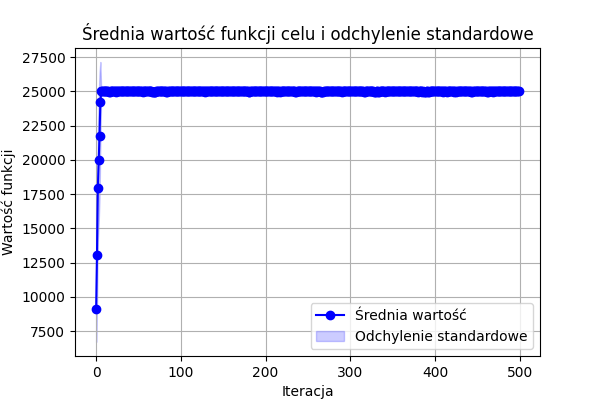 Średnia wartość funkcji celu i odchylenie standardowe
27500
25000
22500
20000
17500
15000
12500
10000
7500
Wartość funkcji
0 100 200 300 400 500
Iteracja
Średnia wartość
Odchylenie standardowe